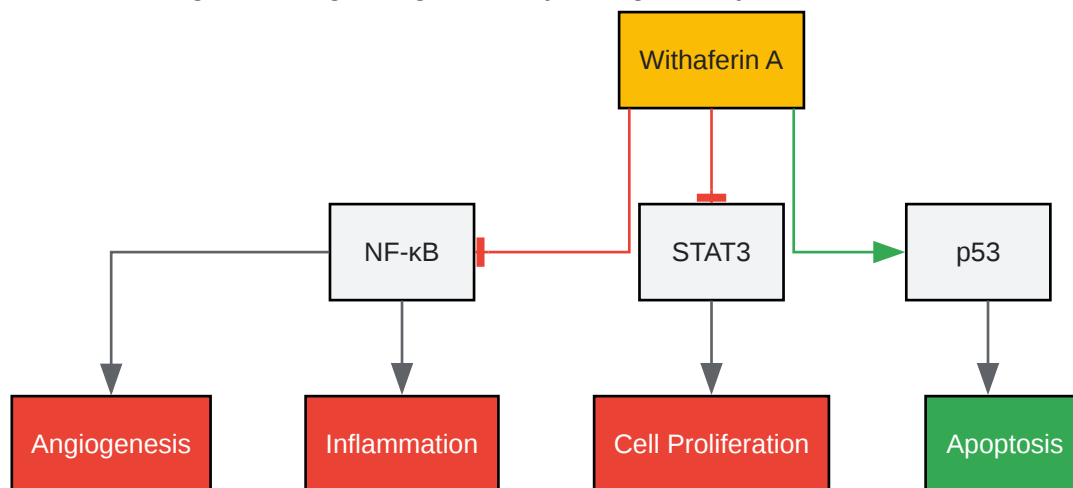 Withaferin A
NF-κB
STAT3
p53
Angiogenesis
Inflammation
Cell Proliferation
Apoptosis